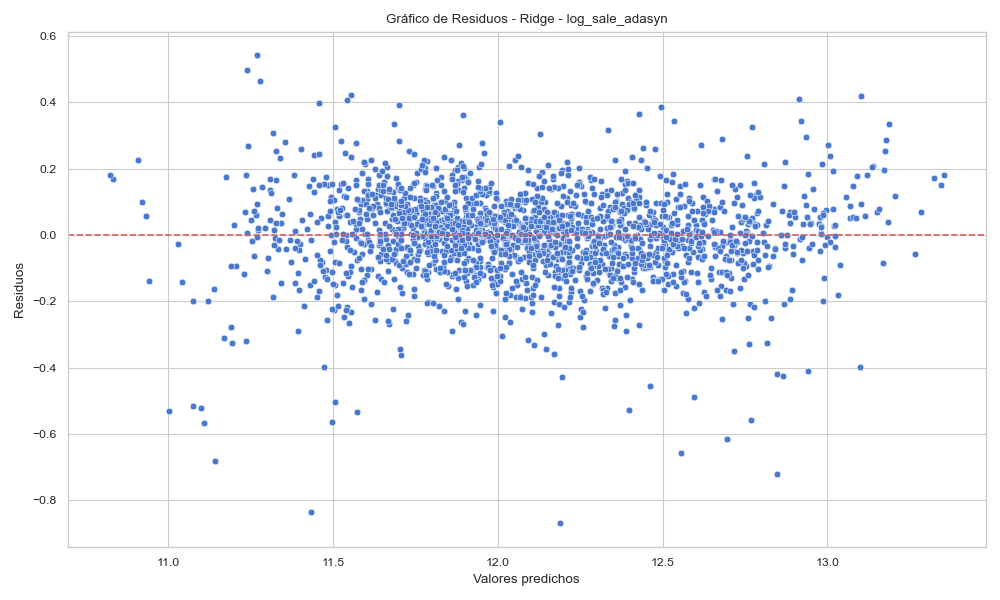 Gráfico de Residuos - Ridge - log_sale_adasyn
0.6
0.4
0.2
0.0
−0.2
−0.4
−0.6
−0.8
Residuos
11.0 11.5 12.0 12.5 13.0
Valores predichos